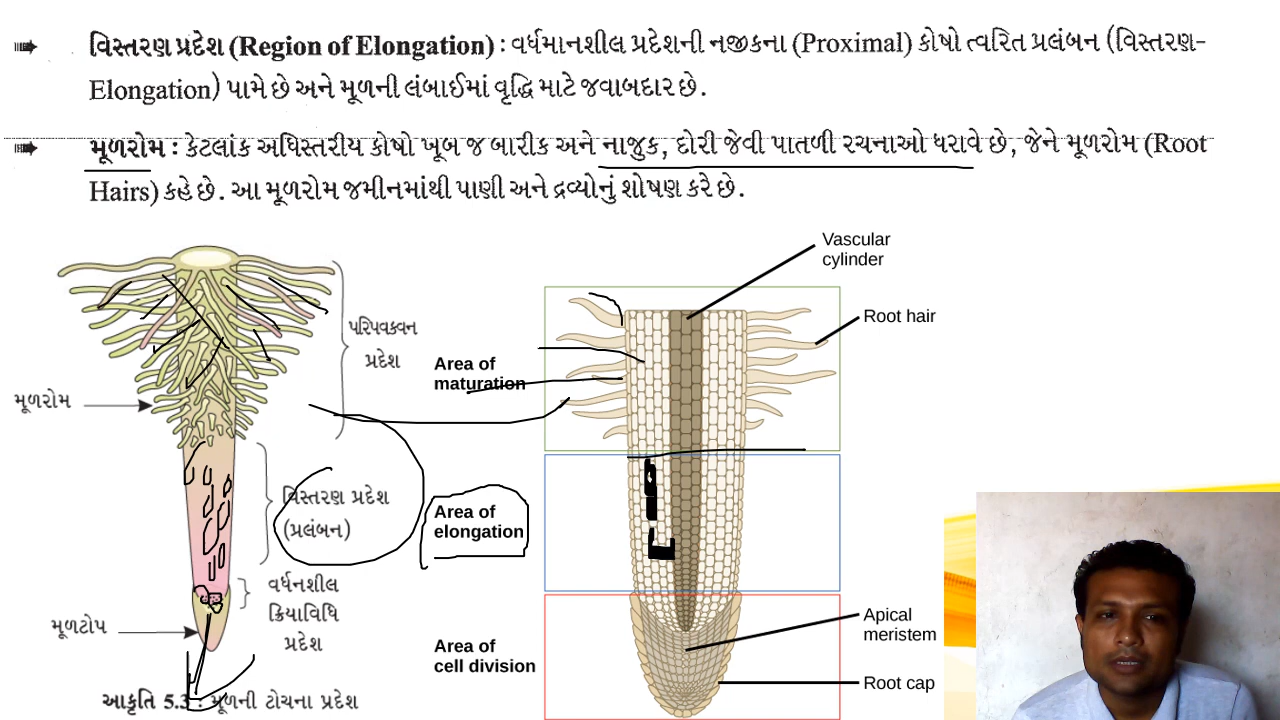 વિસ્તરણ પ્રદેશ (Region of Elongation) : વર્ધમાનશીલ પ્રદેશની નજીકના (Proximal) કોષો ત્વરિત પ્રલંબન (વિસ્તરણ-
Elongation) પામે છે અને મૂળની લંબાઈમાં વૃદ્ધિ માટે જવાબદાર છે.
મૂળરોમ : કેટલાંક અધિસ્તરીય કોષો ખૂબ જ બારીક અને નાજુક, દોરી જેવી પાતળી રચનાઓ ધરાવે છે, જેને મૂળરોમ (Root
Hairs) કહે છે. આ મૂળરોમ જમીનમાંથી પાણી અને દ્રવ્યોનું શોષણ કરે છે.
પરિપક્વન
પ્રદેશ
મૂળરોમ
વિસ્તરણ પ્રદેશ
(પ્રલંબન)
વર્ધનશીલ
ક્રિયાવિધિ
પ્રદેશ
મૂળટોપ
આકૃતિ 5.3 : મૂળની ટોચના પ્રદેશ
Vascular
cylinder
Root hair
Area of
maturation
Area of
elongation
Apical
meristem
Area of
cell division
Root cap